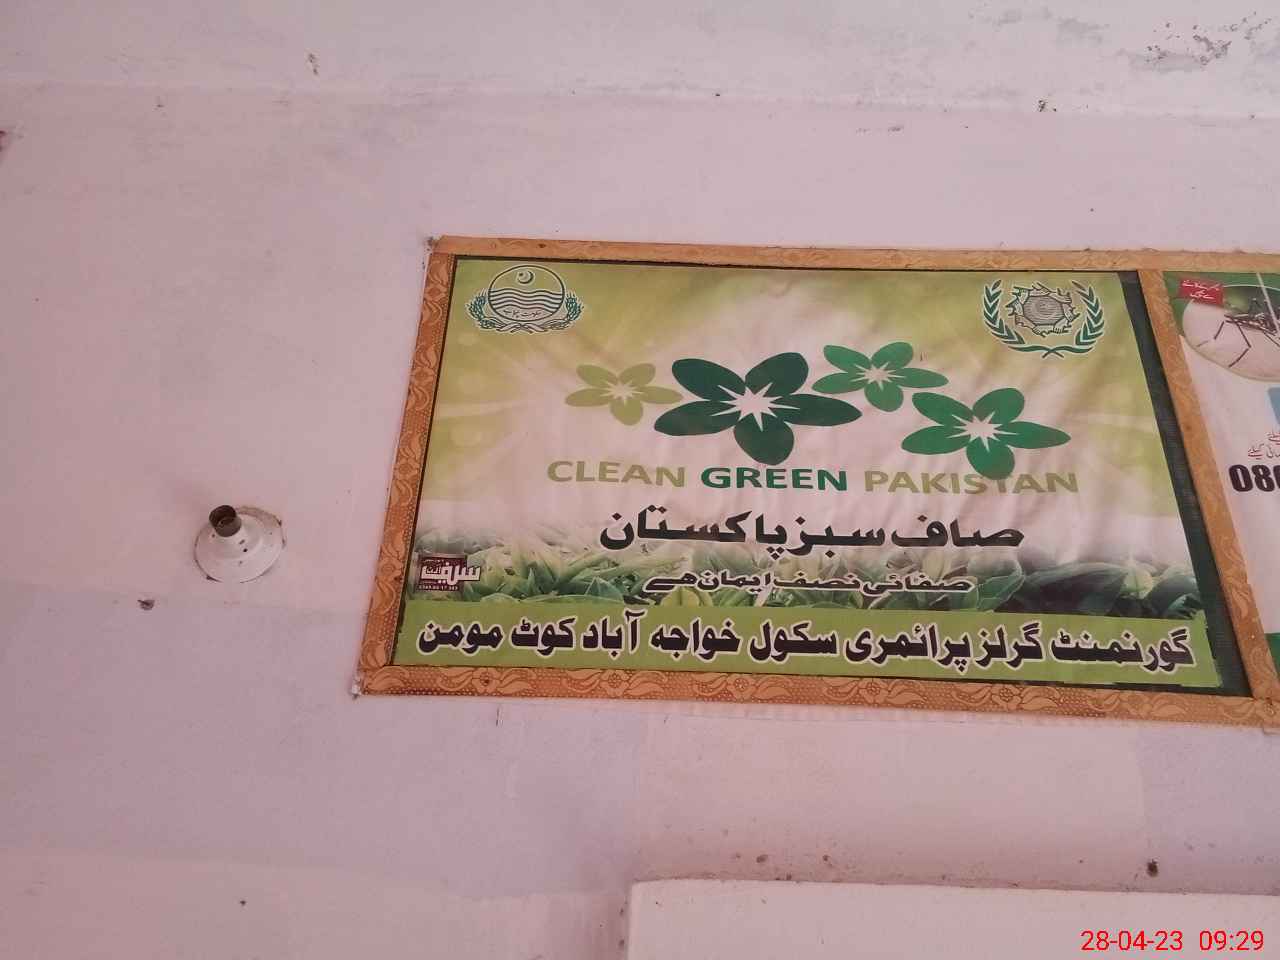 CLEAN GREEN PAKISTAN
صاف سبز پاکستان
صفائی نصف ایمان ہے
گورنمنٹ گرلز پرائمری سکول خواجہ آباد کوٹ مومن
080
28-04-23 09:29